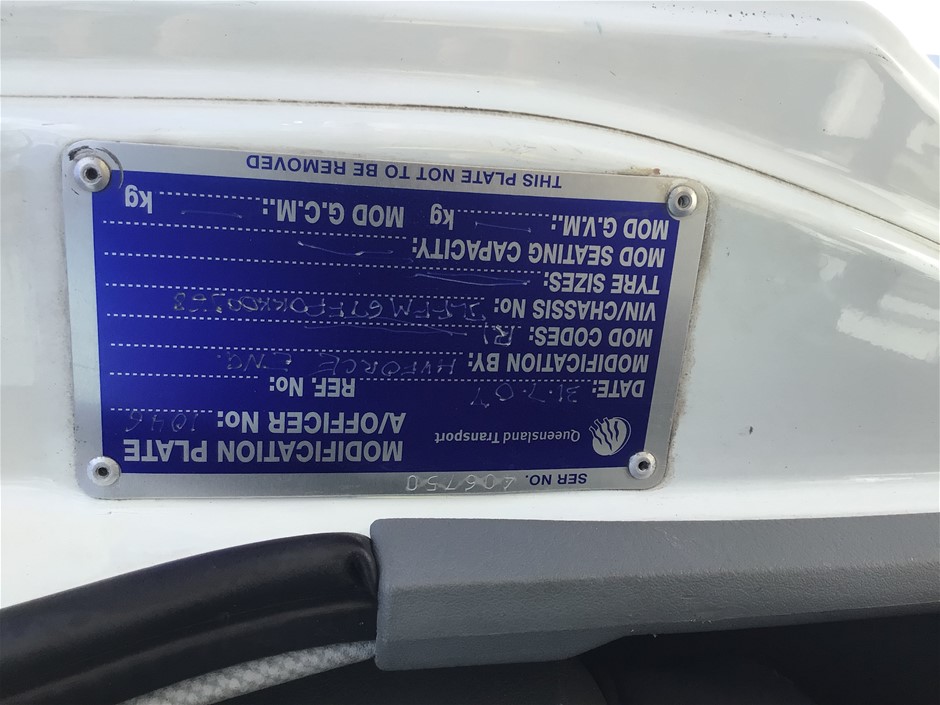 SER NO. 406750
Queensland Transport
MODIFICATION PLATE
A/OFFICER No: 1046
DATE: 31.7.07 REF. No:
MODIFICATION BY: HVFORCE ENG.
MOD CODES: R1
VIN/CHASSIS No:
TYRE SIZES:
MOD SEATING CAPACITY:
MOD G.V.M.: kg MOD G.C.M.: kg
THIS PLATE NOT TO BE REMOVED